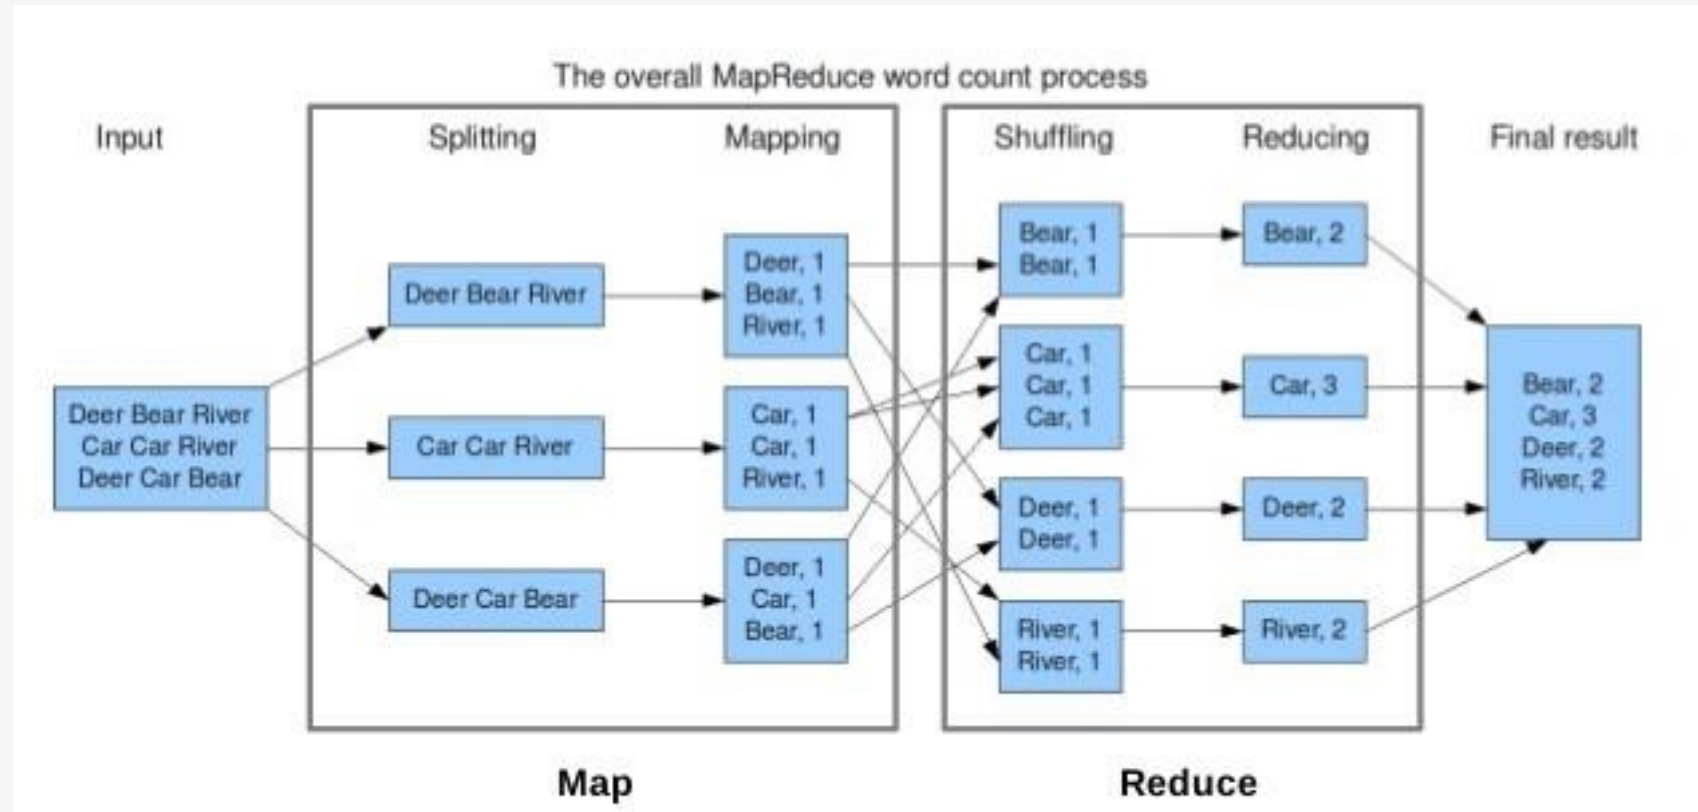 The overall MapReduce word count process
Input
Splitting
Mapping
Shuffling
Reducing
Final result
Deer Bear River
Car Car River
Deer Car Bear
Deer Bear River
Car Car River
Deer Car Bear
Deer, 1
Bear, 1
River, 1
Car, 1
Car, 1
River, 1
Deer, 1
Car, 1
Bear, 1
Bear, 1
Bear, 1
Car, 1
Car, 1
Car, 1
Deer, 1
Deer, 1
River, 1
River, 1
Bear, 2
Car, 3
Deer, 2
River, 2
Bear, 2
Car, 3
Deer, 2
River, 2
Map
Reduce